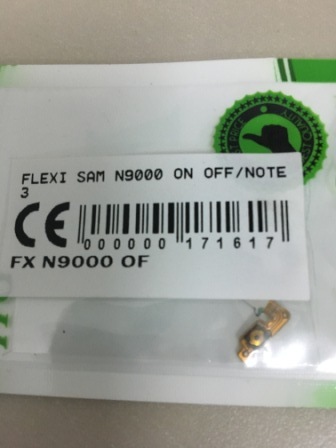 FLEXI SAM N9000 ON OFF/NOTE
3
CE
000000 171617
FX N9000 OF